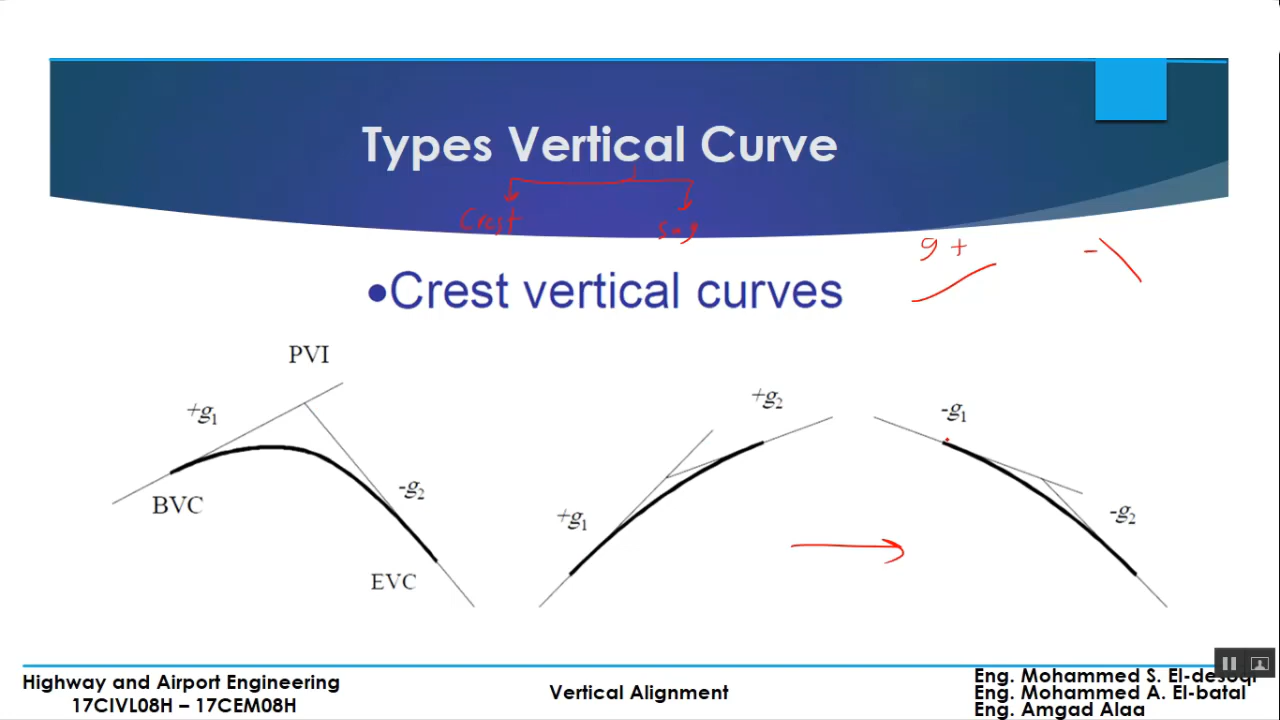 Types Vertical Curve
Crest
sag
g +
-
•Crest vertical curves
PVI
+g1
BVC
-g2
EVC
+g2
+g1
-g1
-g2
Highway and Airport Engineering
17CIVL08H – 17CEM08H
Vertical Alignment
Eng. Mohammed S. El-desoqi
Eng. Mohammed A. El-batal
Eng. Amgad Alaa